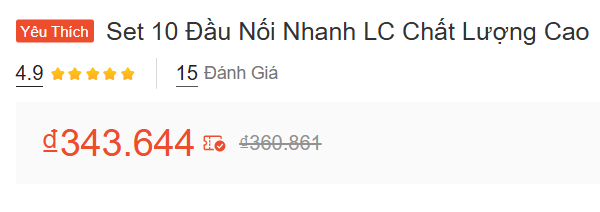 Yêu Thích Set 10 Đầu Nối Nhanh LC Chất Lượng Cao
4.9 15 Đánh Giá
₫343.644 ₫360.861